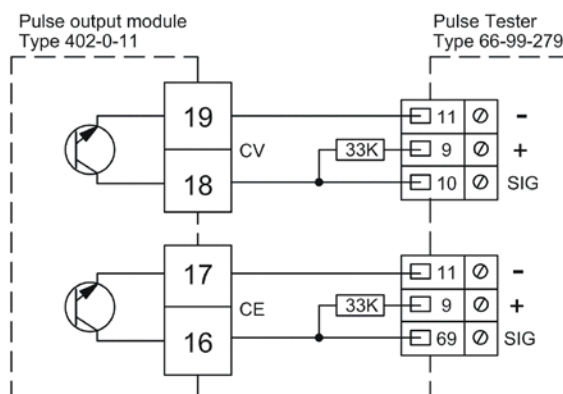 Pulse output module
Type 402-0-11
Pulse Tester
Type 66-99-279
19
CV
18
33K
11
-
9
+
10
SIG
17
CE
16
33K
11
-
9
+
69
SIG